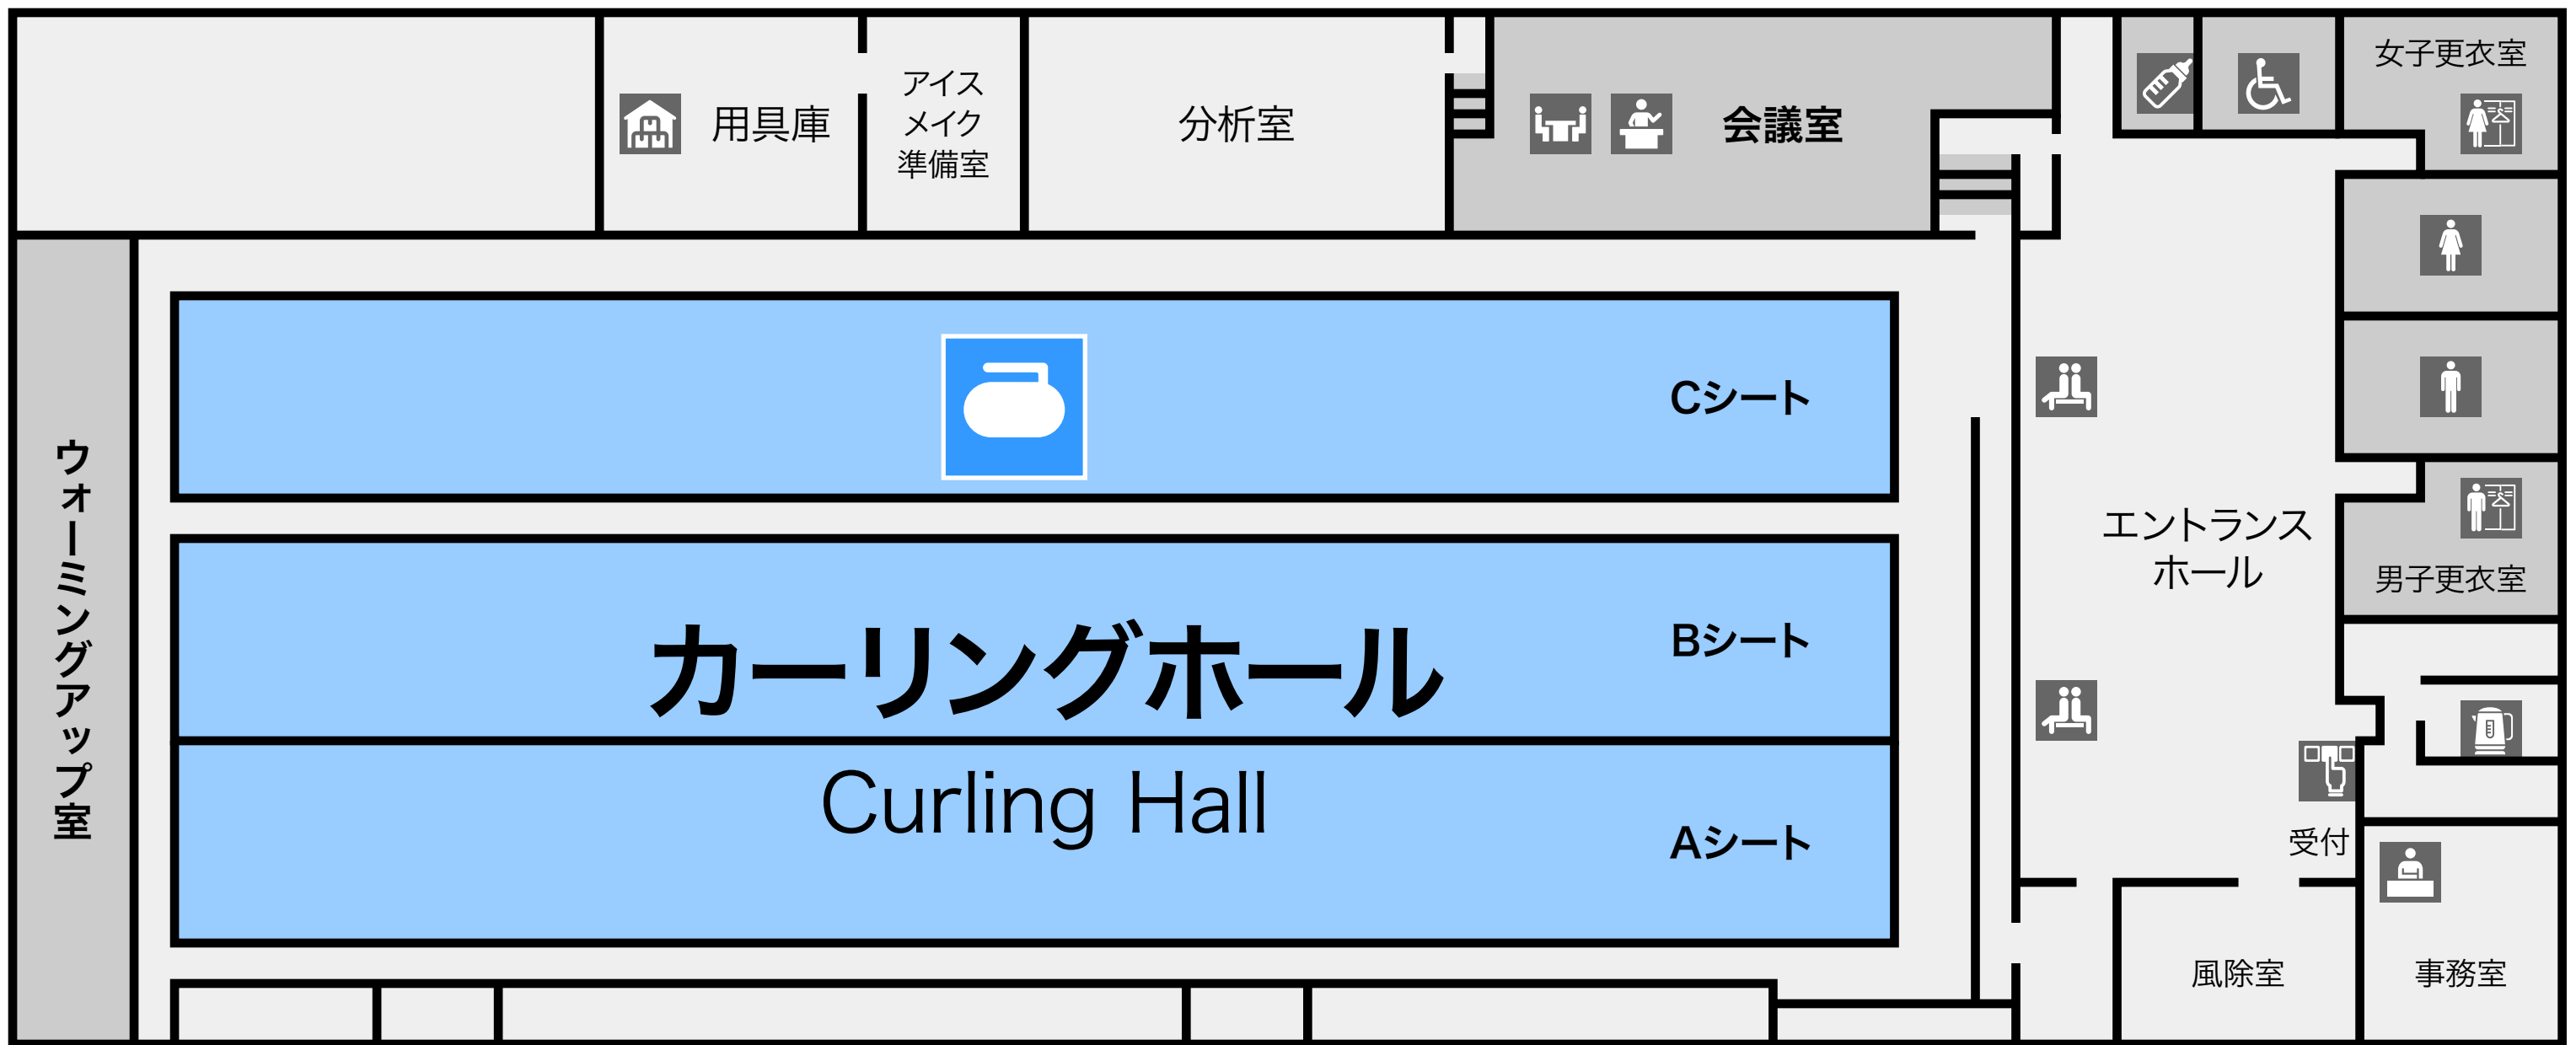 女子更衣室
用具庫
アイス
メイク
準備室
分析室
会議室
Cシート
エントランス
ホール
男子更衣室
ウォーミングアップ室
カーリングホール
Bシート
Curling Hall
Aシート
受付
風除室
事務室